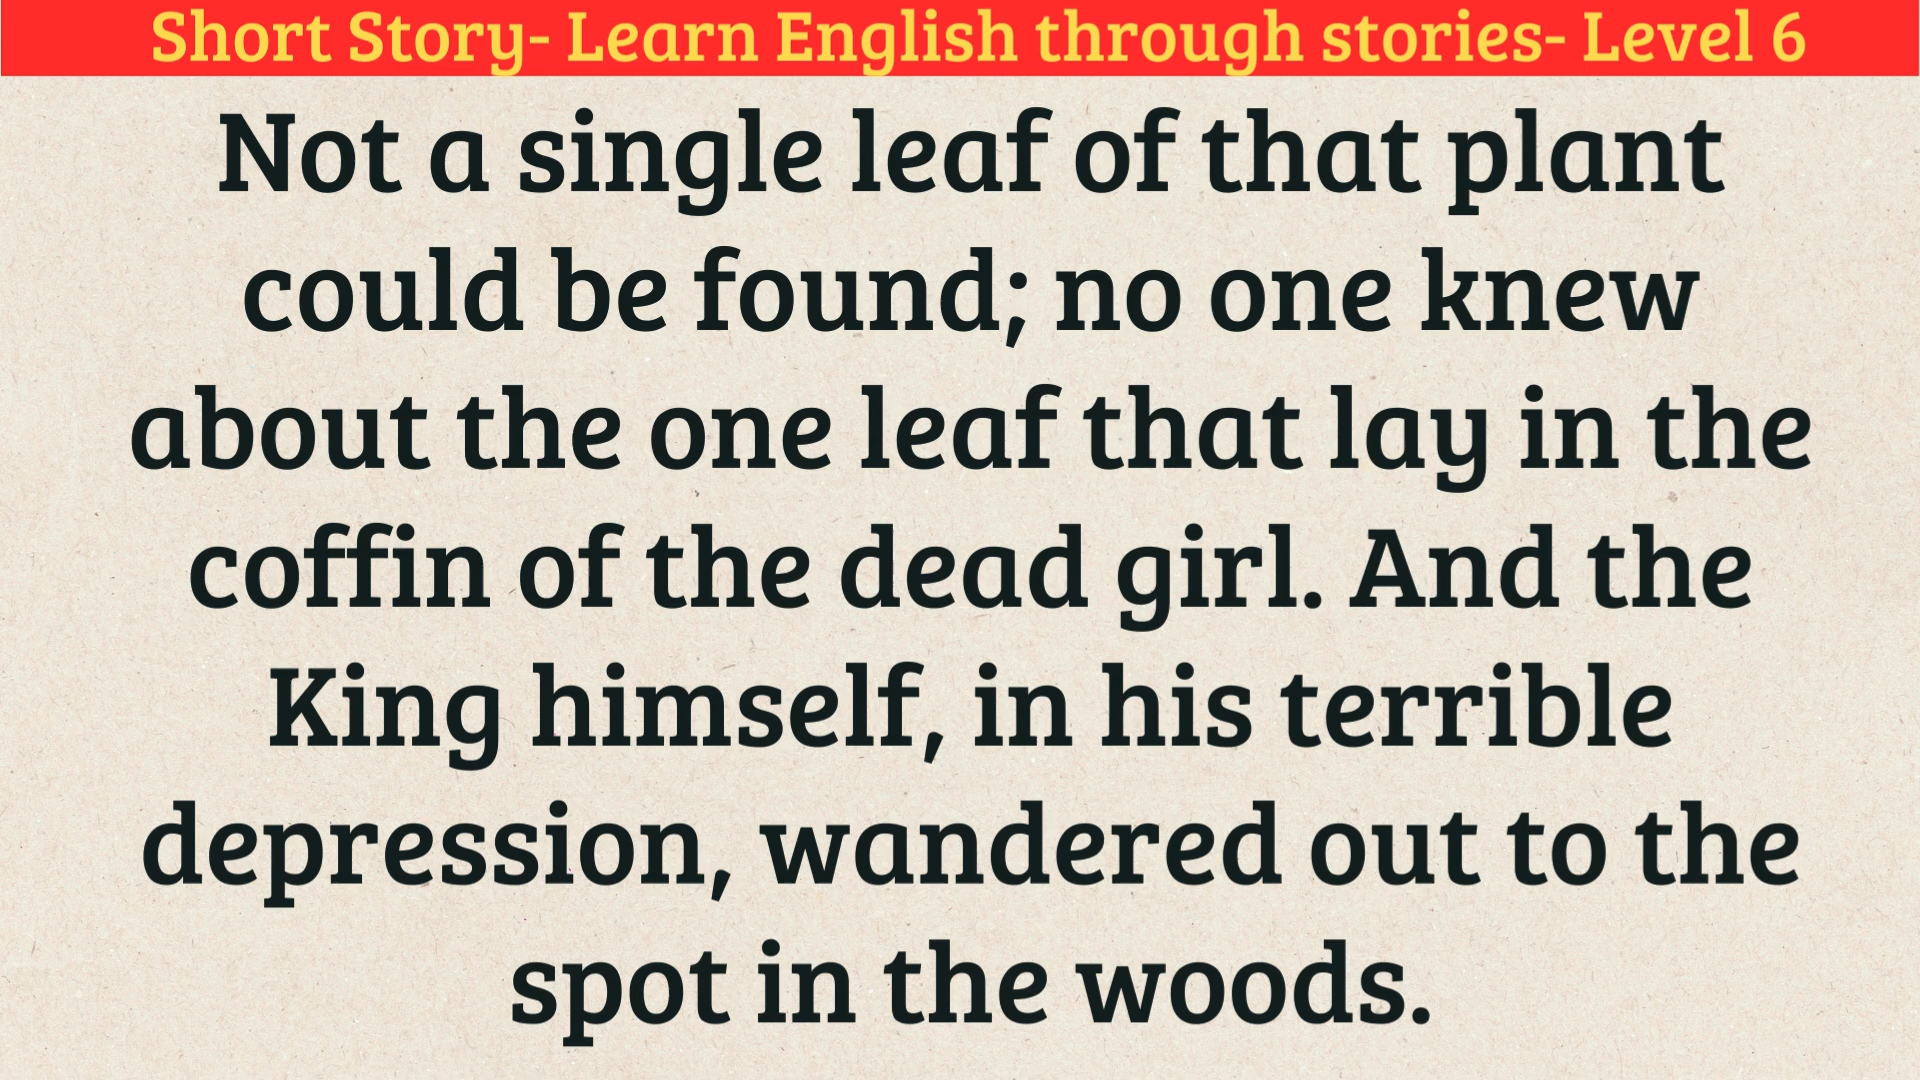 Short Story- Learn English through stories- Level 6
Not a single leaf of that plant
could be found; no one knew
about the one leaf that lay in the
coffin of the dead girl. And the
King himself, in his terrible
depression, wandered out to the
spot in the woods.